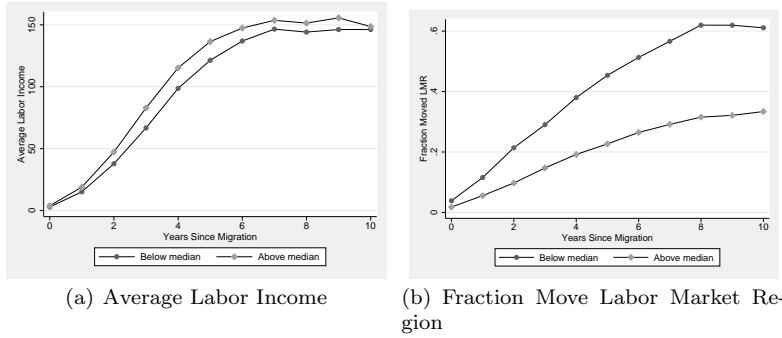 150
100
50
0
Average Labor Income
0 2 4 6 8 10
Years Since Migration
Below median Above median
(a) Average Labor Income
.6
.4
.2
0
Fraction Moved LMR
0 2 4 6 8 10
Years Since Migration
Below median Above median
(b) Fraction Move Labor Market Re-
gion